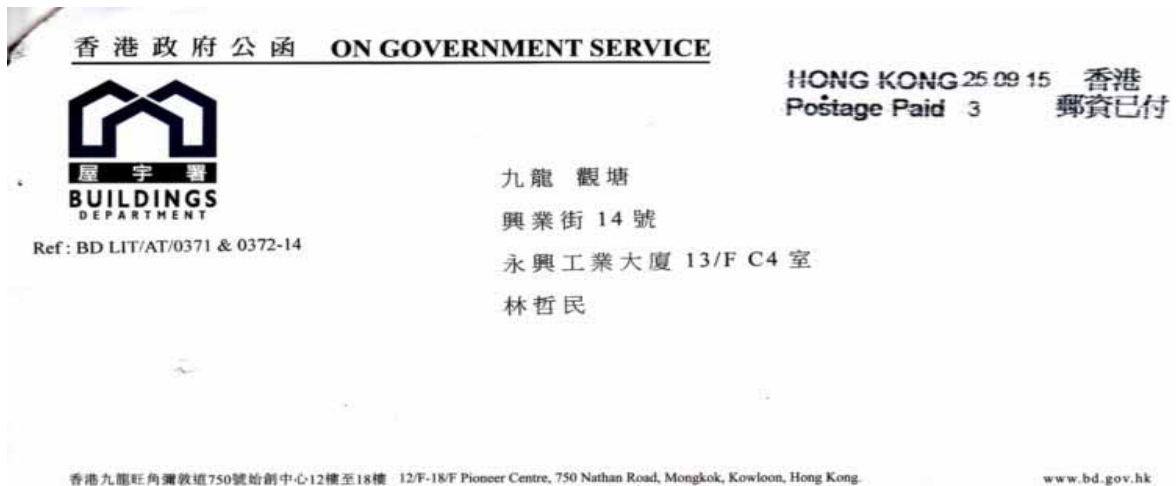 香港政府公函 ON GOVERNMENT SERVICE
HONG KONG 25 09 15 香港
Postage Paid 3 郵資已付
屋宇署
BUILDINGS
DEPARTMENT
Ref : BD LIT/AT/0371 & 0372-14
九龍 觀塘
興業街 14 號
永興工業大廈 13/F C4 室
林哲民
香港九龍旺角彌敦道750號始創中心12樓至18樓 12/F-18/F Pioneer Centre, 750 Nathan Road, Mongkok, Kowloon, Hong Kong.
www.bd.gov.hk